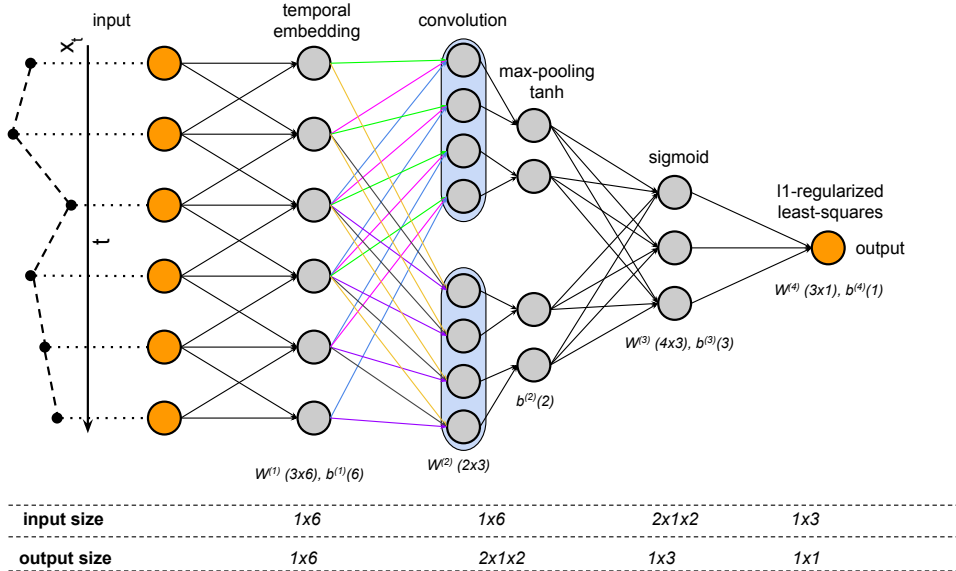 input
temporal
embedding
convolution
max-pooling
tanh
sigmoid
l1-regularized
least-squares
output
x_t
t
W^(1) (3x6), b^(1)(6)
W^(2) (2x3)
b^(2)(2)
W^(3) (4x3), b^(3)(3)
W^(4) (3x1), b^(4)(1)
input size 1x6 1x6 2x1x2 1x3
output size 1x6 2x1x2 1x3 1x1